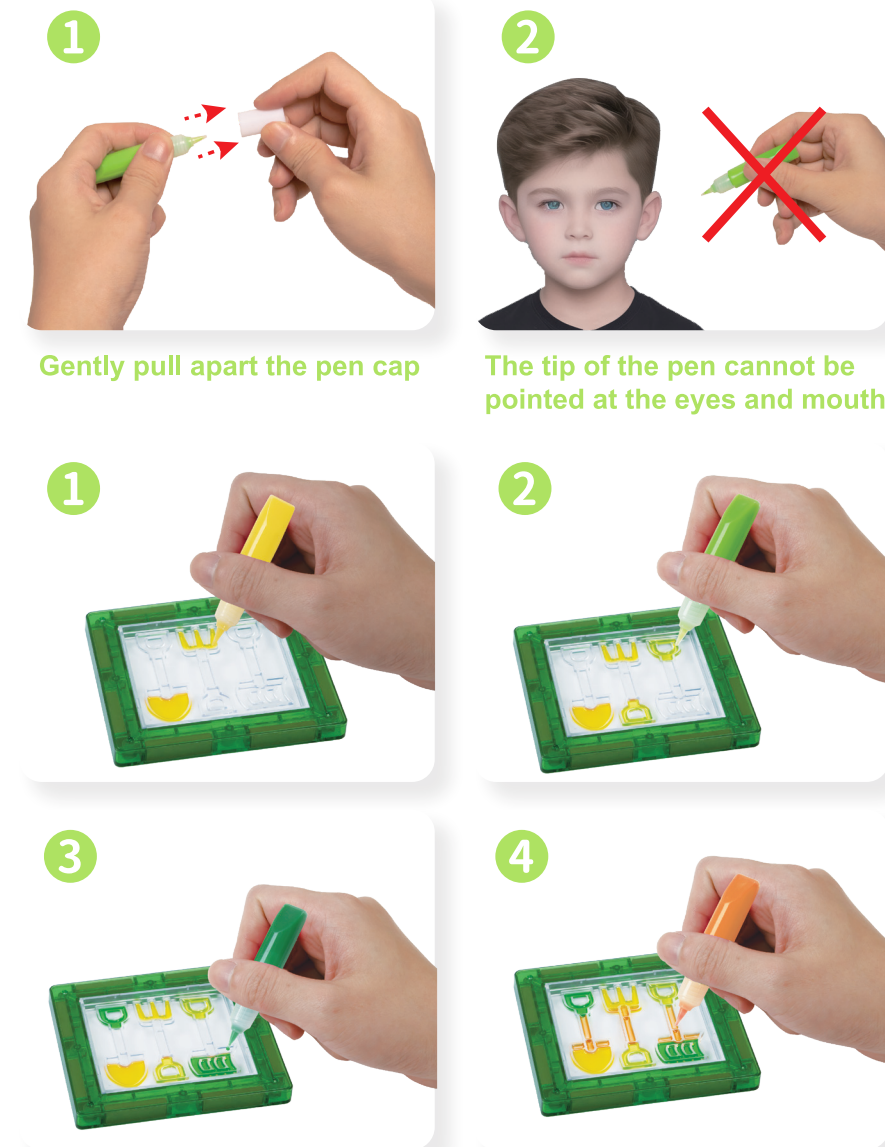 1
2
Gently pull apart the pen cap
The tip of the pen cannot be
pointed at the eyes and mouth
1
2
3
4